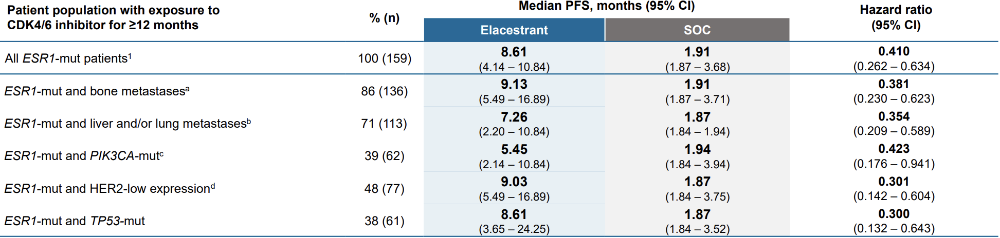 Patient population with exposure to
CDK4/6 inhibitor for ≥12 months
% (n)
Median PFS, months (95% CI)
Elacestrant
SOC
Hazard ratio
(95% CI)
All ESR1-mut patients¹
100 (159)
8.61
(4.14 – 10.84)
1.91
(1.87 – 3.68)
0.410
(0.262 – 0.634)
ESR1-mut and bone metastasesᵃ
86 (136)
9.13
(5.49 – 16.89)
1.91
(1.87 – 3.71)
0.381
(0.230 – 0.623)
ESR1-mut and liver and/or lung metastasesᵇ
71 (113)
7.26
(2.20 – 10.84)
1.87
(1.84 – 1.94)
0.354
(0.209 – 0.589)
ESR1-mut and PIK3CA-mutᶜ
39 (62)
5.45
(2.14 – 10.84)
1.94
(1.84 – 3.94)
0.423
(0.176 – 0.941)
ESR1-mut and HER2-low expressionᵈ
48 (77)
9.03
(5.49 – 16.89)
1.87
(1.84 – 3.75)
0.301
(0.142 – 0.604)
ESR1-mut and TP53-mut
38 (61)
8.61
(3.65 – 24.25)
1.87
(1.84 – 3.52)
0.300
(0.132 – 0.643)